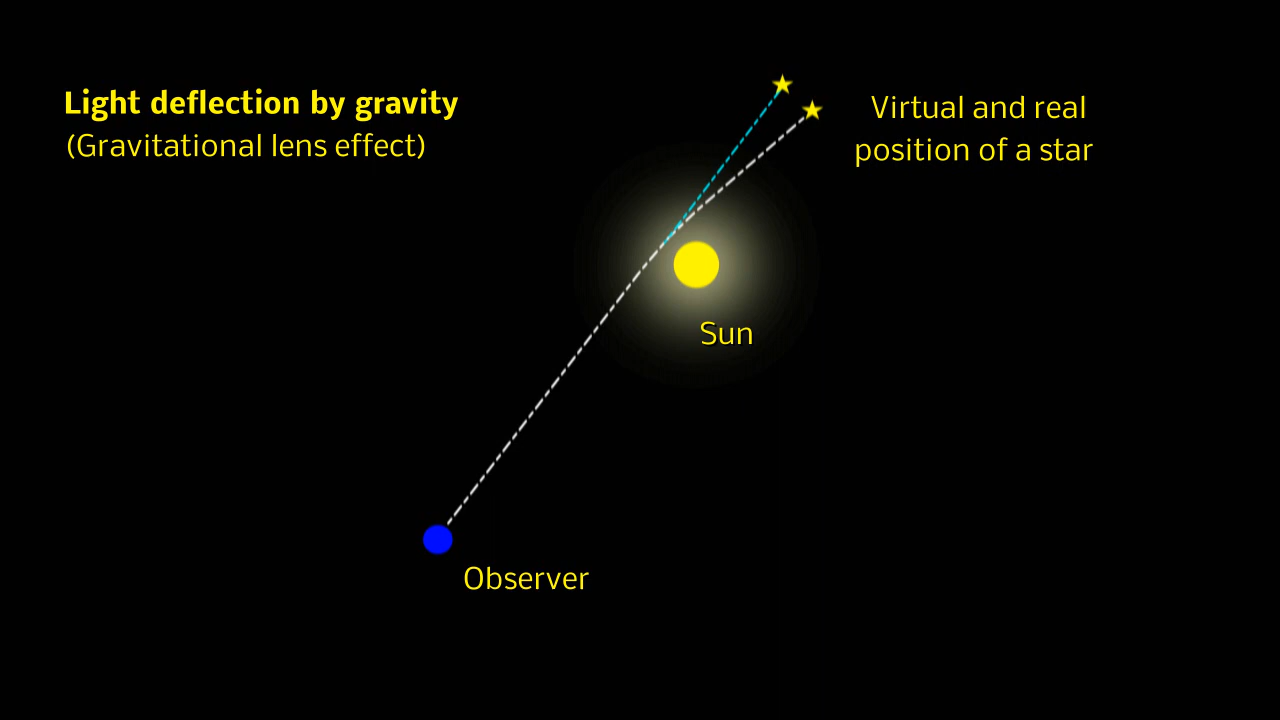 Light deflection by gravity
(Gravitational lens effect)
Virtual and real
position of a star
Sun
Observer